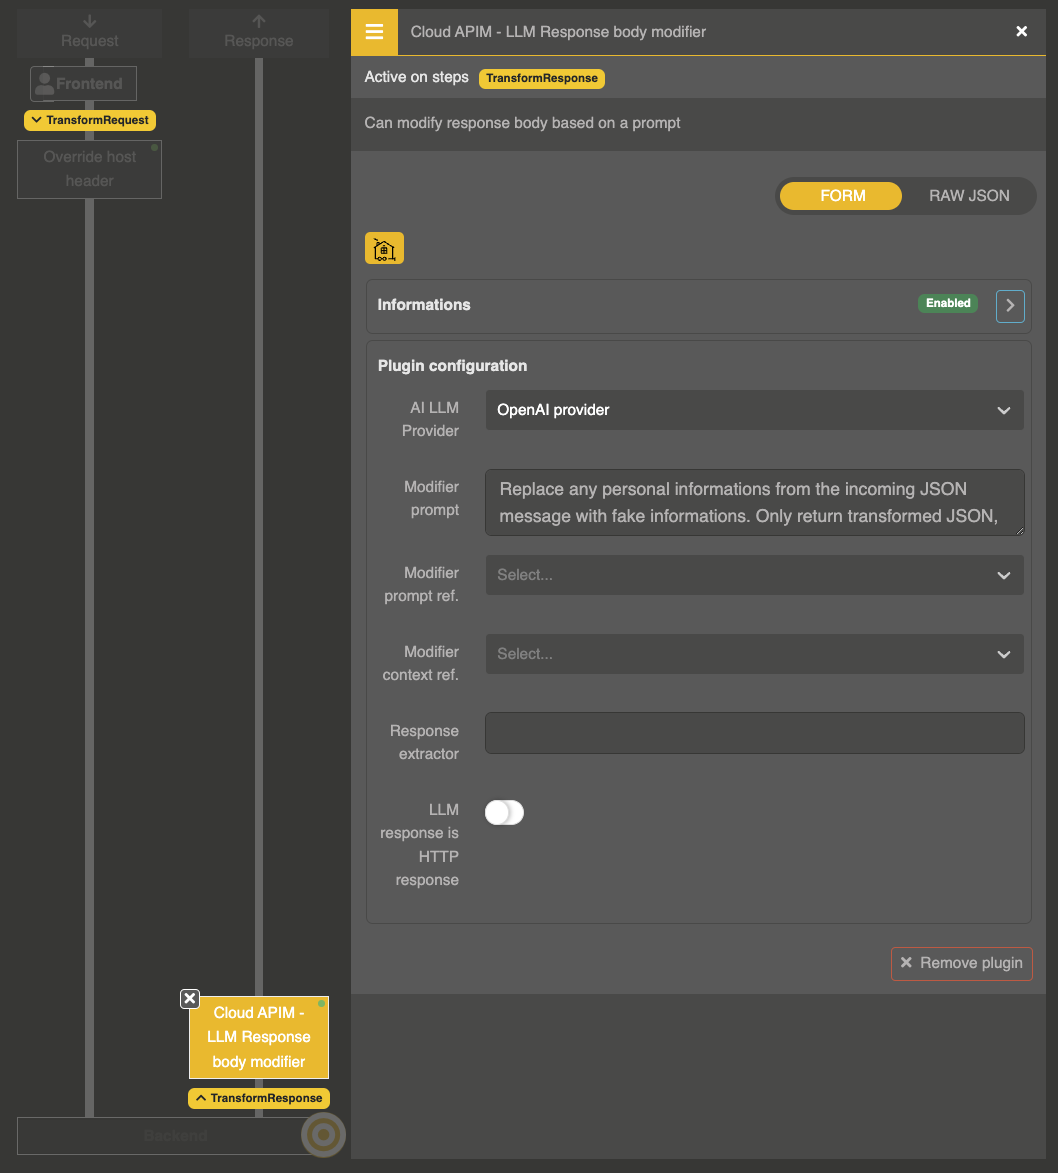 Request
Response
Frontend
TransformRequest
Override host
header
Cloud APIM - LLM Response body modifier
Active on steps
TransformResponse
Can modify response body based on a prompt
FORM
RAW JSON
Informations
Enabled
Plugin configuration
AI LLM
Provider
OpenAI provider
Modifier
prompt
Replace any personal informations from the incoming JSON
message with fake informations. Only return transformed JSON,
Modifier
prompt ref.
Select...
Modifier
context ref.
Select...
Response
extractor
LLM
response is
HTTP
response
Remove plugin
Cloud APIM -
LLM Response
body modifier
TransformResponse
Backend